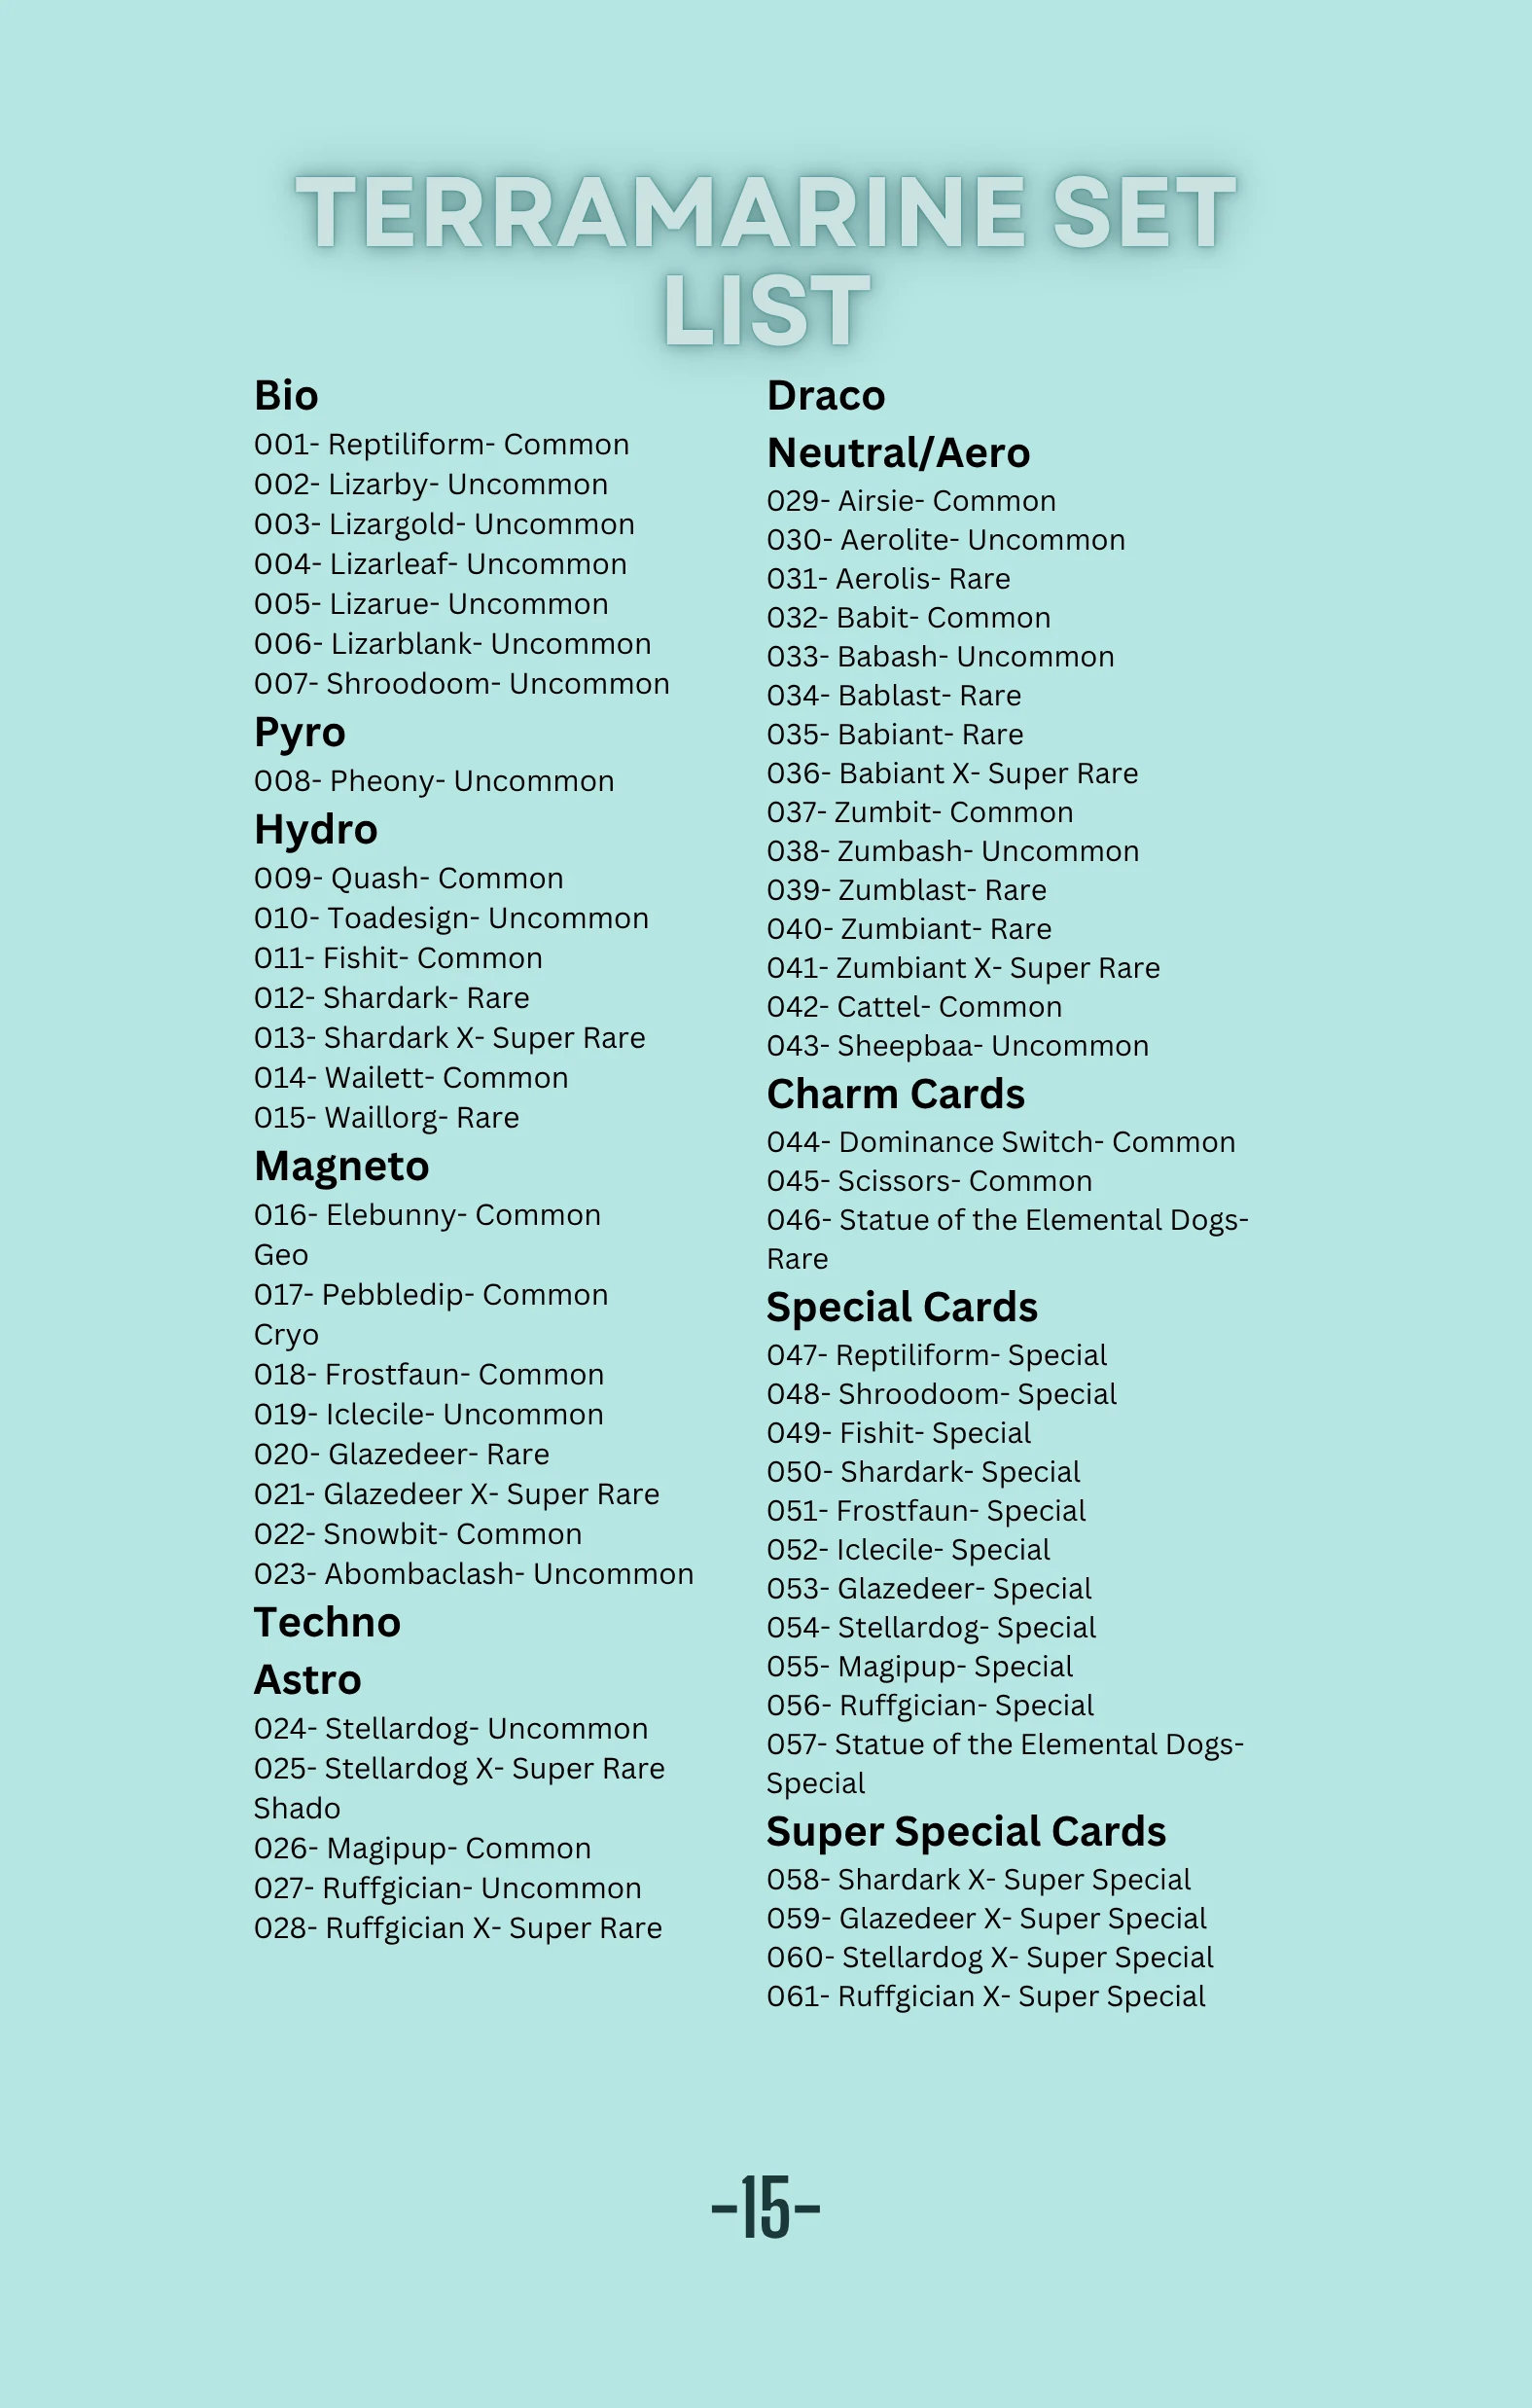 TERRAMARINE SET
LIST
Bio
001- Reptiliform- Common
002- Lizarby- Uncommon
003- Lizargold- Uncommon
004- Lizarleaf- Uncommon
005- Lizarue- Uncommon
006- Lizarblank- Uncommon
007- Shroodoom- Uncommon
Pyro
008- Pheony- Uncommon
Hydro
009- Quash- Common
010- Toadesign- Uncommon
011- Fishit- Common
012- Shardark- Rare
013- Shardark X- Super Rare
014- Wailett- Common
015- Waillorg- Rare
Magneto
016- Elebunny- Common
Geo
017- Pebbledip- Common
Cryo
018- Frostfaun- Common
019- Iclecile- Uncommon
020- Glazedeer- Rare
021- Glazedeer X- Super Rare
022- Snowbit- Common
023- Abombaclash- Uncommon
Techno
Astro
024- Stellardog- Uncommon
025- Stellardog X- Super Rare
Shado
026- Magipup- Common
027- Ruffgician- Uncommon
028- Ruffgician X- Super Rare
Draco
Neutral/Aero
029- Airsie- Common
030- Aerolite- Uncommon
031- Aerolis- Rare
032- Babit- Common
033- Babash- Uncommon
034- Bablast- Rare
035- Babiant- Rare
036- Babiant X- Super Rare
037- Zumbit- Common
038- Zumbash- Uncommon
039- Zumblast- Rare
040- Zumbiant- Rare
041- Zumbiant X- Super Rare
042- Cattel- Common
043- Sheepbaa- Uncommon
Charm Cards
044- Dominance Switch- Common
045- Scissors- Common
046- Statue of the Elemental Dogs-
Rare
Special Cards
047- Reptiliform- Special
048- Shroodoom- Special
049- Fishit- Special
050- Shardark- Special
051- Frostfaun- Special
052- Iclecile- Special
053- Glazedeer- Special
054- Stellardog- Special
055- Magipup- Special
056- Ruffgician- Special
057- Statue of the Elemental Dogs-
Special
Super Special Cards
058- Shardark X- Super Special
059- Glazedeer X- Super Special
060- Stellardog X- Super Special
061- Ruffgician X- Super Special
-15-